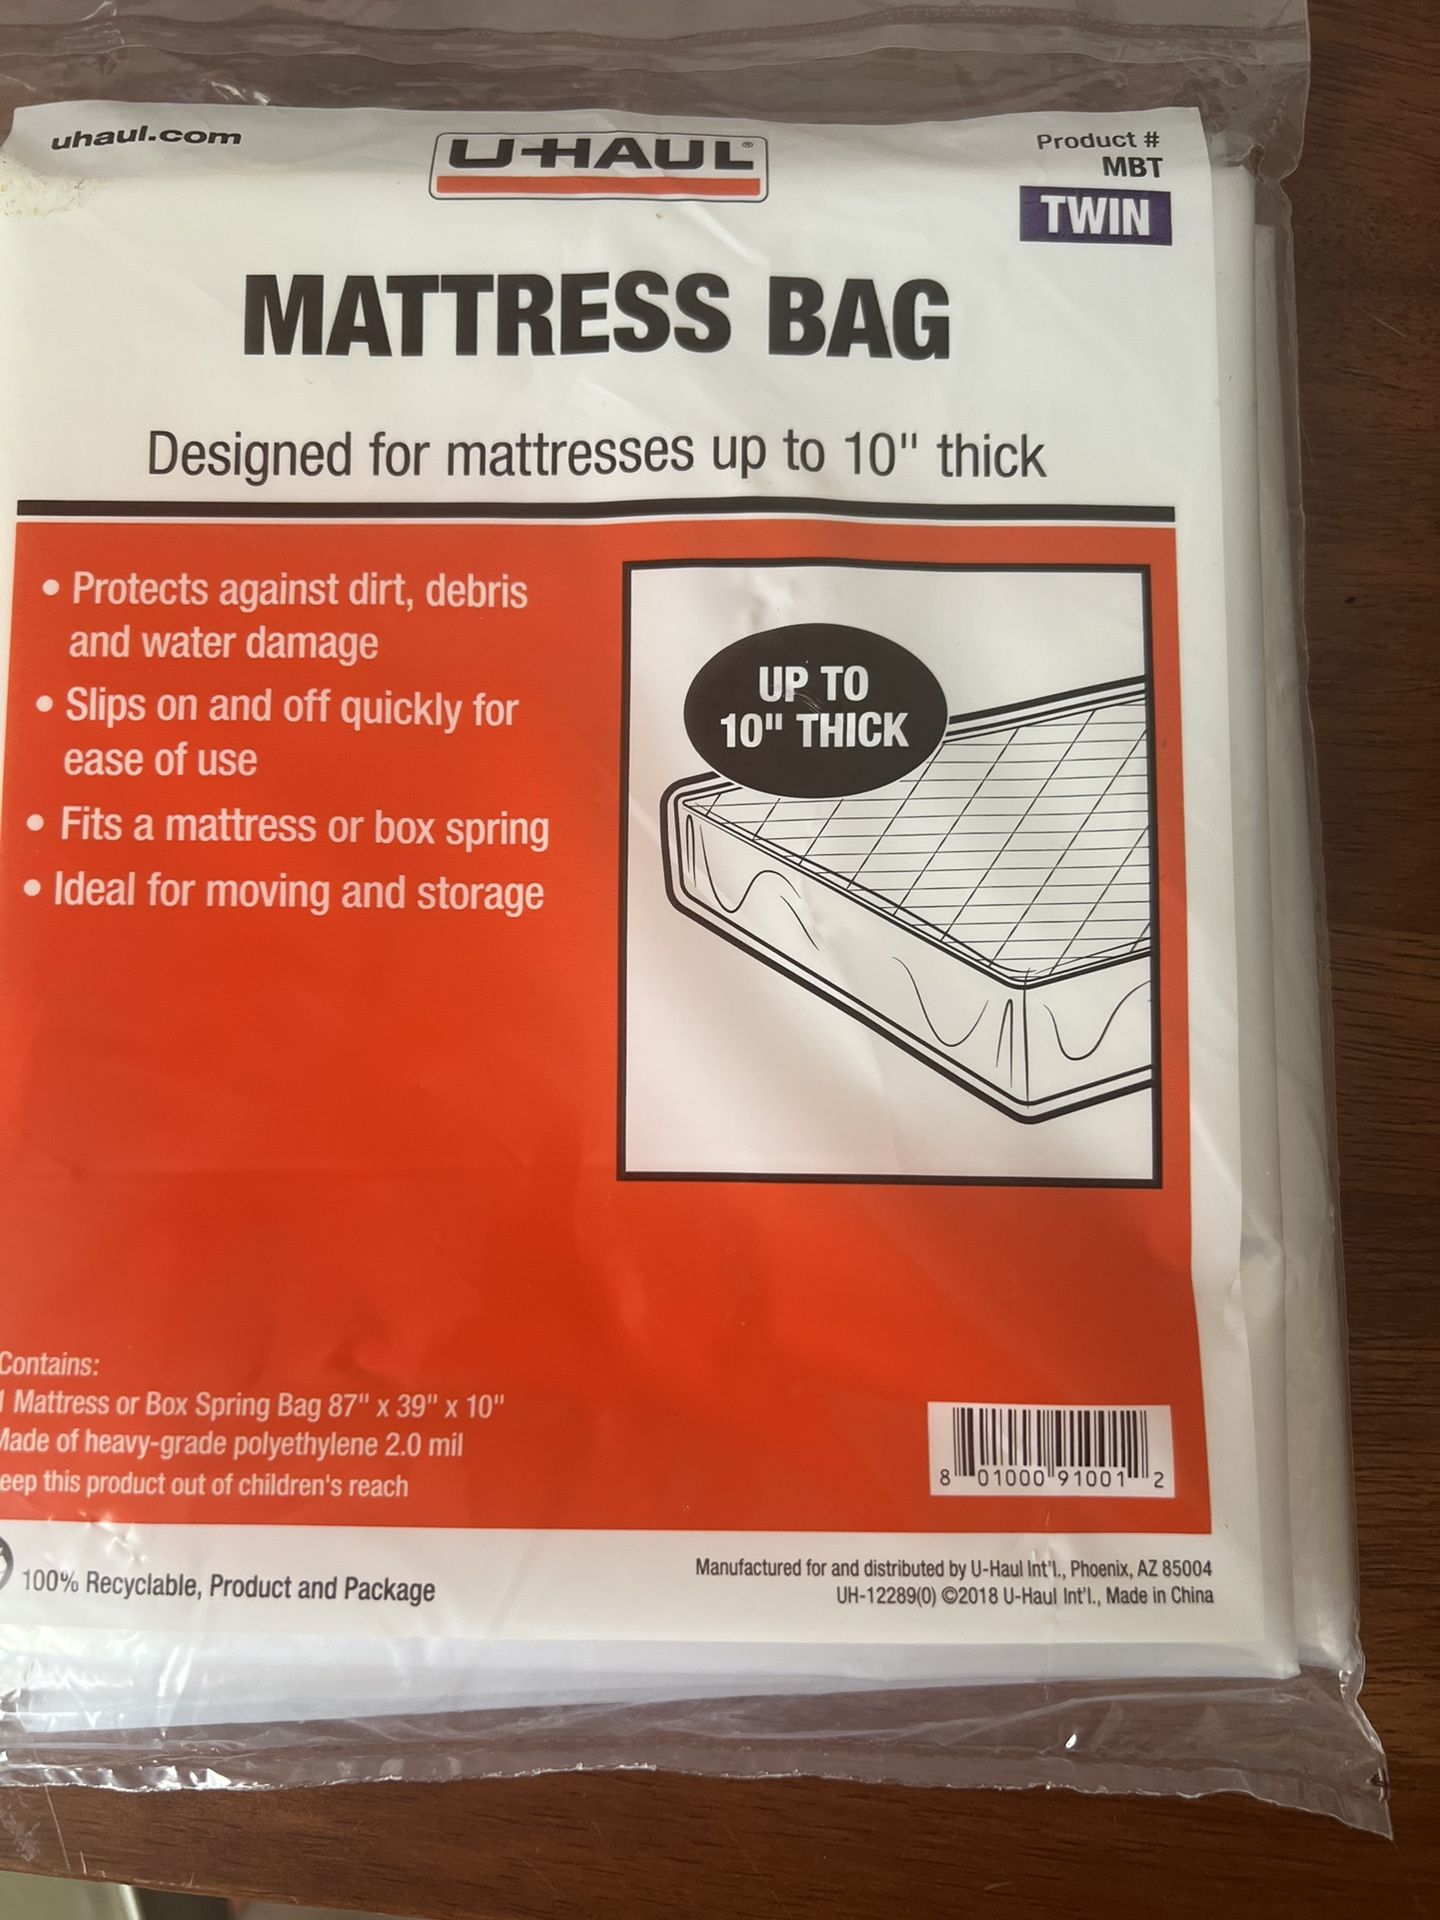 uhaul.com
U-HAUL®
Product #
MBT
TWIN
MATTRESS BAG
Designed for mattresses up to 10" thick
• Protects against dirt, debris
and water damage
• Slips on and off quickly for
ease of use
• Fits a mattress or box spring
• Ideal for moving and storage
UP TO
10" THICK
Contains:
1 Mattress or Box Spring Bag 87" x 39" x 10"
Made of heavy-grade polyethylene 2.0 mil
eep this product out of children's reach
8 01000 91001 2
100% Recyclable, Product and Package
Manufactured for and distributed by U-Haul Int'l., Phoenix, AZ 85004
UH-12289(0) ©2018 U-Haul Int'l., Made in China